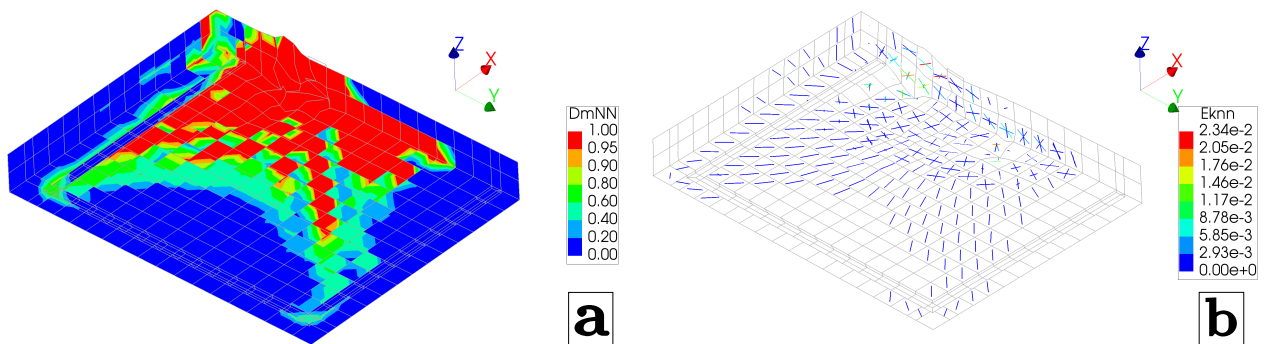 Z
X
Y
DmNN
1.00
0.95
0.90
0.80
0.60
0.40
0.20
0.00
a
Z
X
Y
Eknn
2.34e-2
2.05e-2
1.76e-2
1.46e-2
1.17e-2
8.78e-3
5.85e-3
2.93e-3
0.00e+0
b